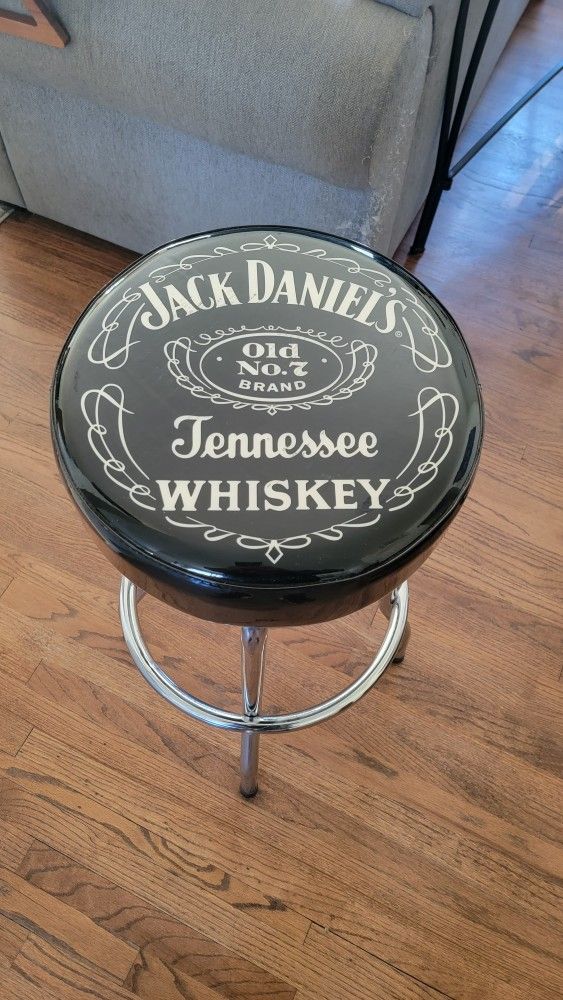 JACK DANIEL'S
Old
No.7
BRAND
Tennessee
WHISKEY